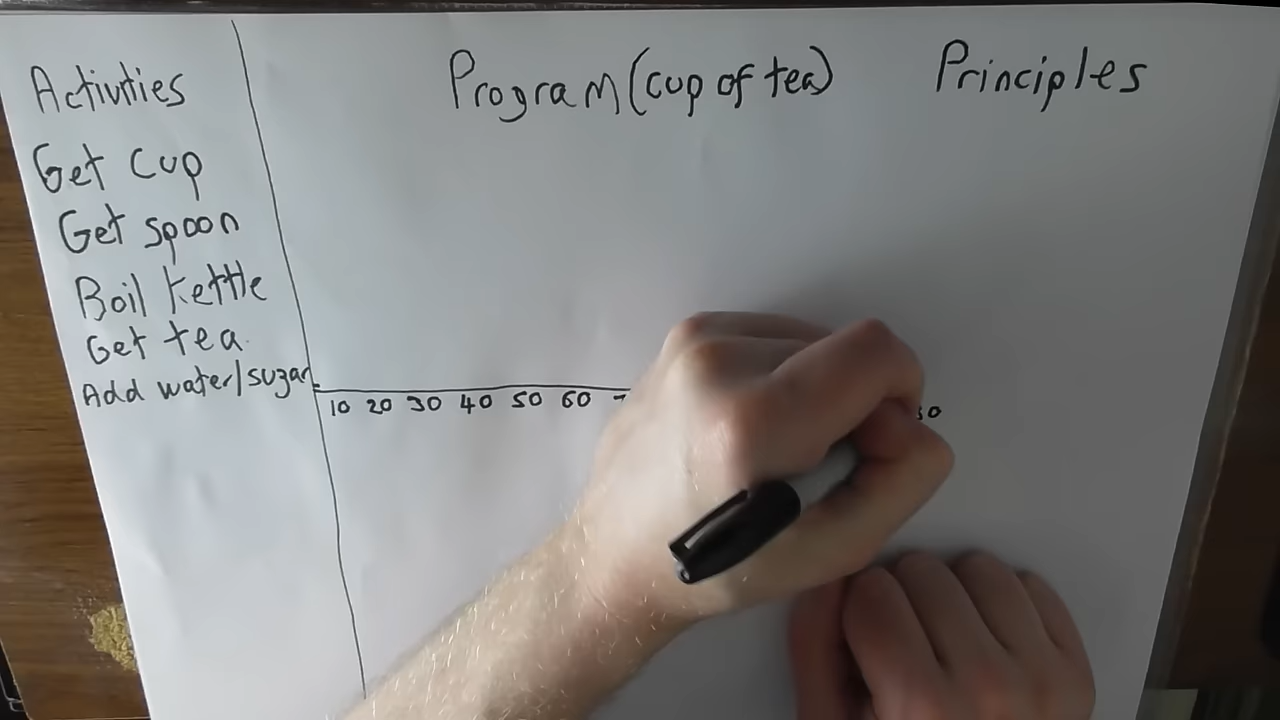 Activities
Program (cup of tea)
Principles
Get cup
Get spoon
Boil kettle
Get tea
Add water/sugar
10 20 30 40 50 60